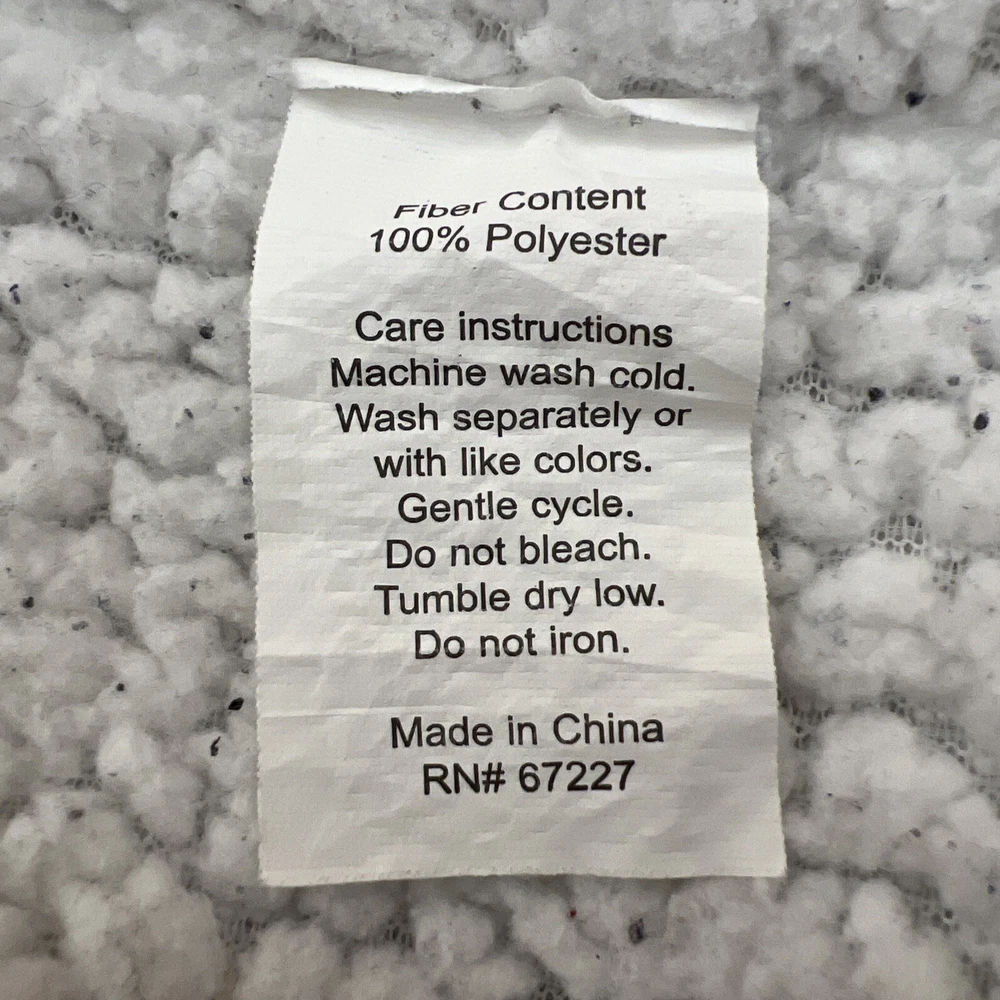 Fiber Content
100% Polyester
Care instructions
Machine wash cold.
Wash separately or
with like colors.
Gentle cycle.
Do not bleach.
Tumble dry low.
Do not iron.
Made in China
RN# 67227